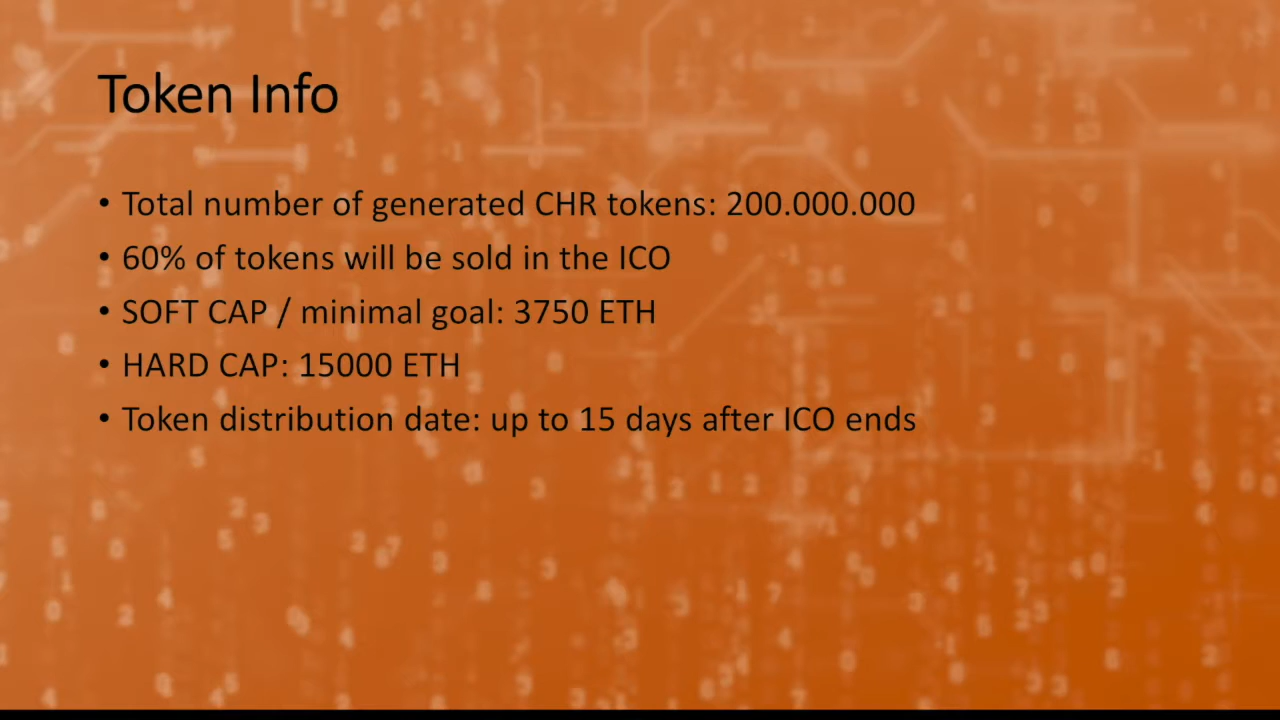 Token Info
• Total number of generated CHR tokens: 200.000.000
• 60% of tokens will be sold in the ICO
• SOFT CAP / minimal goal: 3750 ETH
• HARD CAP: 15000 ETH
• Token distribution date: up to 15 days after ICO ends